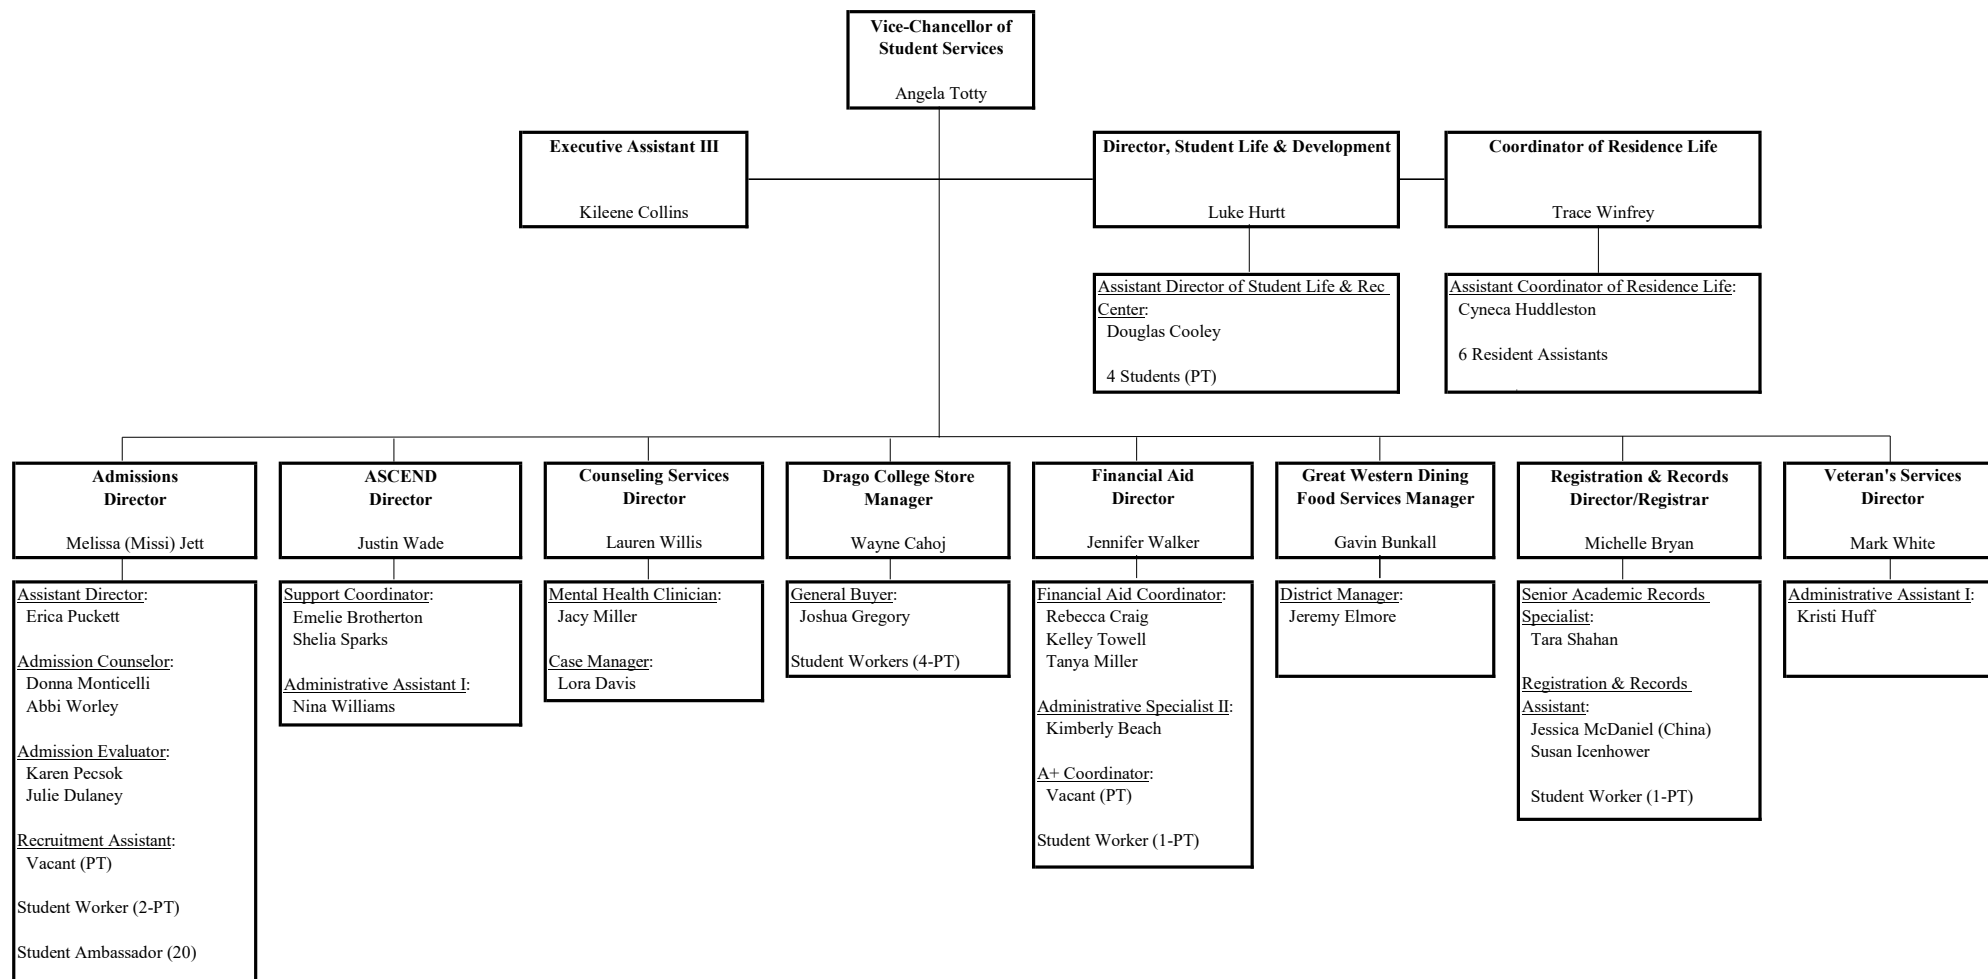 Vice-Chancellor of
Student Services
Angela Totty
Executive Assistant III
Kileene Collins
Director, Student Life & Development
Luke Hurtt
Coordinator of Residence Life
Trace Winfrey
Assistant Director of Student Life & Rec
Center:
Douglas Cooley
4 Students (PT)
Assistant Coordinator of Residence Life:
Cyneca Huddleston
6 Resident Assistants
Admissions
Director
Melissa (Missi) Jett
Assistant Director:
Erica Puckett
Admission Counselor:
Donna Monticelli
Abbi Worley
Admission Evaluator:
Karen Pecsok
Julie Dulaney
Recruitment Assistant:
Vacant (PT)
Student Worker (2-PT)
Student Ambassador (20)
ASCEND
Director
Justin Wade
Support Coordinator:
Emelie Brotherton
Shelia Sparks
Administrative Assistant I:
Nina Williams
Counseling Services
Director
Lauren Willis
Mental Health Clinician:
Jacy Miller
Case Manager:
Lora Davis
Drago College Store
Manager
Wayne Cahoj
General Buyer:
Joshua Gregory
Student Workers (4-PT)
Financial Aid
Director
Jennifer Walker
Financial Aid Coordinator:
Rebecca Craig
Kelley Towell
Tanya Miller
Administrative Specialist II:
Kimberly Beach
A+ Coordinator:
Vacant (PT)
Student Worker (1-PT)
Great Western Dining
Food Services Manager
Gavin Bunkall
District Manager:
Jeremy Elmore
Registration & Records
Director/Registrar
Michelle Bryan
Senior Academic Records
Specialist:
Tara Shahan
Registration & Records
Assistant:
Jessica McDaniel (China)
Susan Icenhower
Student Worker (1-PT)
Veteran's Services
Director
Mark White
Administrative Assistant I:
Kristi Huff